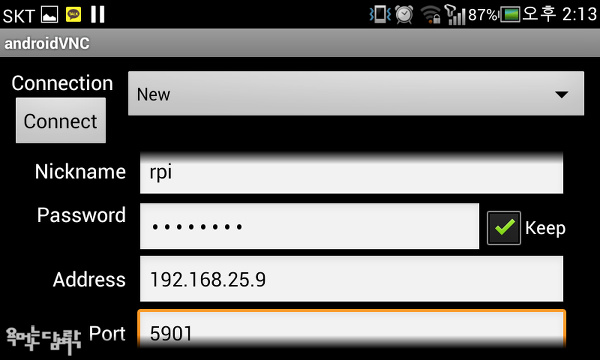 SKT 87% 오후 2:13
androidVNC
Connection New
Connect
Nickname rpi
Password •••••••• Keep
Address 192.168.25.9
Port 5901